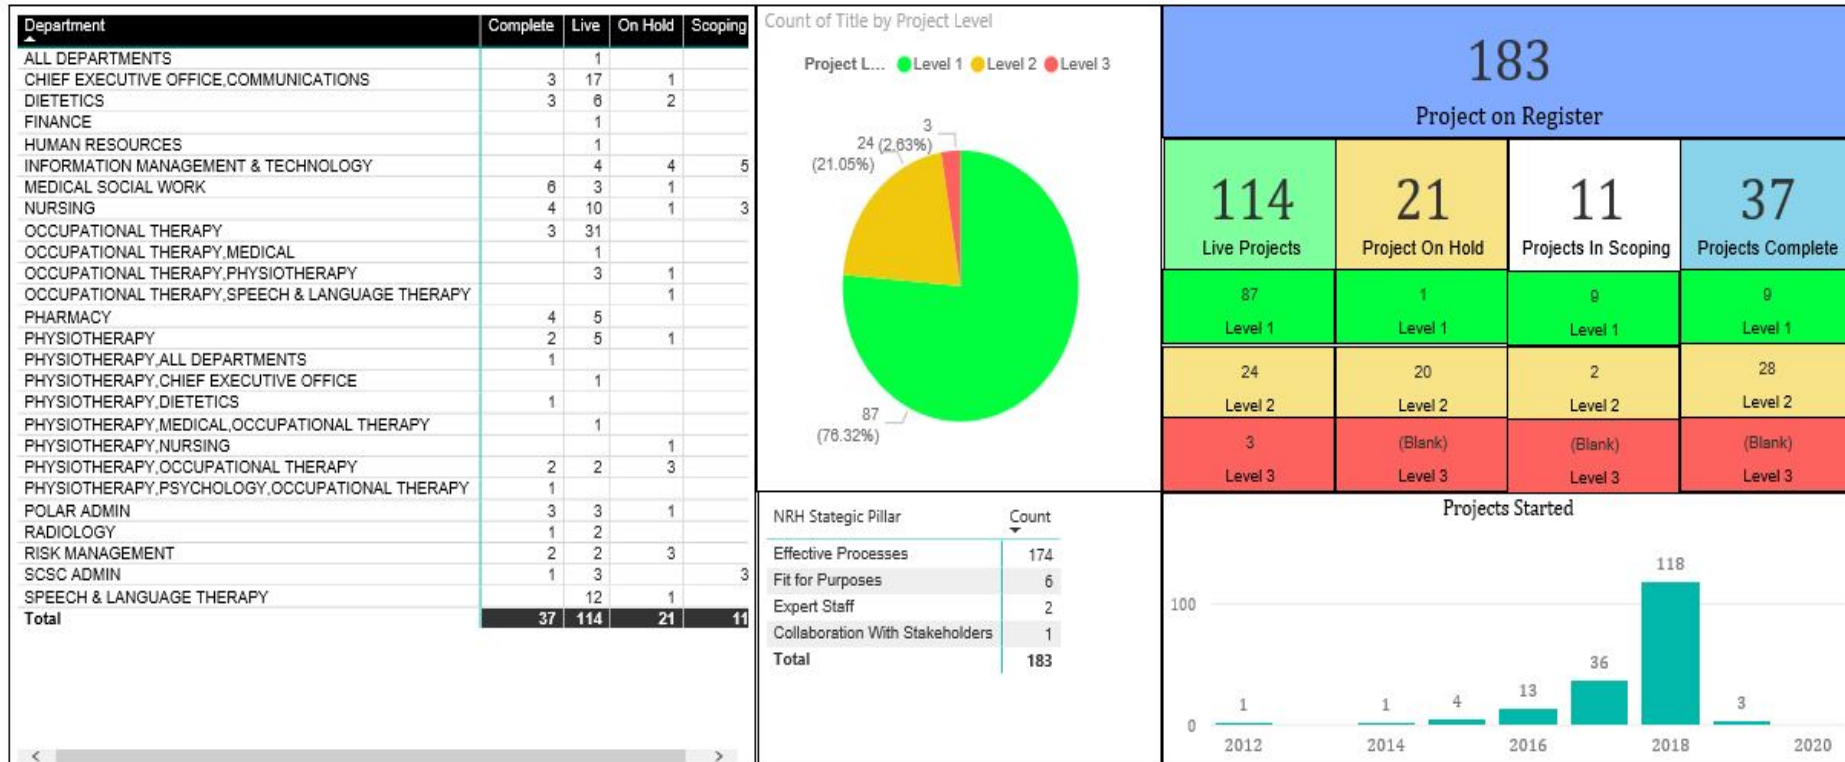 Department Complete Live On Hold Scoping
ALL DEPARTMENTS 1
CHIEF EXECUTIVE OFFICE,COMMUNICATIONS 3 17 1
DIETETICS 3 6 2
FINANCE 1
HUMAN RESOURCES 1
INFORMATION MANAGEMENT & TECHNOLOGY 4 4 5
MEDICAL SOCIAL WORK 6 3 1
NURSING 4 10 1 3
OCCUPATIONAL THERAPY 3 31
OCCUPATIONAL THERAPY,MEDICAL 1
OCCUPATIONAL THERAPY,PHYSIOTHERAPY 3 1
OCCUPATIONAL THERAPY,SPEECH & LANGUAGE THERAPY 1
PHARMACY 4 5
PHYSIOTHERAPY 2 5 1
PHYSIOTHERAPY,ALL DEPARTMENTS 1
PHYSIOTHERAPY,CHIEF EXECUTIVE OFFICE 1
PHYSIOTHERAPY,DIETETICS 1
PHYSIOTHERAPY,MEDICAL,OCCUPATIONAL THERAPY 1
PHYSIOTHERAPY,NURSING 1
PHYSIOTHERAPY,OCCUPATIONAL THERAPY 2 2 3
PHYSIOTHERAPY,PSYCHOLOGY,OCCUPATIONAL THERAPY 1
POLAR ADMIN 3 3 1
RADIOLOGY 1 2
RISK MANAGEMENT 2 2 3
SCSC ADMIN 1 3 3
SPEECH & LANGUAGE THERAPY 12 1
Total 37 114 21 11
Count of Title by Project Level
Project L... Level 1 Level 2 Level 3
3
(2.63%)
24
(21.05%)
87
(76.32%)
NRH Stategic Pillar Count
Effective Processes 174
Fit for Purposes 6
Expert Staff 2
Collaboration With Stakeholders 1
Total 183
183
Project on Register
114 21 11 37
Live Projects Project On Hold Projects In Scoping Projects Complete
87 1 9 9
Level 1 Level 1 Level 1 Level 1
24 20 2 28
Level 2 Level 2 Level 2 Level 2
3 (Blank) (Blank) (Blank)
Level 3 Level 3 Level 3 Level 3
Projects Started
118
100
36
13
4
1 1 3
0
2012 2014 2016 2018 2020